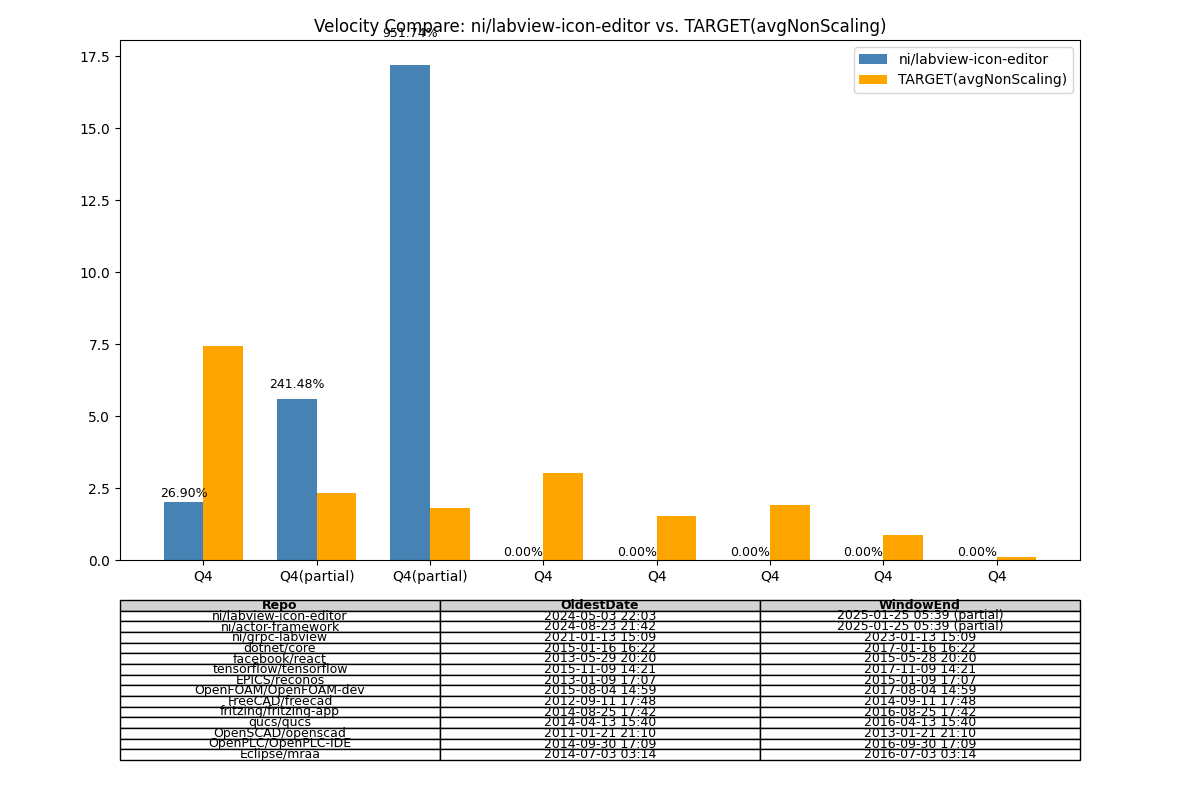 Velocity Compare: ni/labview-icon-editor vs. TARGET(avgNonScaling)
951.74%
17.5
15.0
12.5
10.0
7.5
5.0
2.5
0.0
ni/labview-icon-editor
TARGET(avgNonScaling)
26.90%
241.48%
0.00%
0.00%
0.00%
0.00%
0.00%
Q4 Q4(partial) Q4(partial) Q4 Q4 Q4 Q4 Q4
Repo OldestDate WindowEnd
ni/labview-icon-editor 2024-05-03 22:03 2025-01-25 05:39 (partial)
ni/actor-framework 2024-08-23 21:42 2025-01-25 05:39 (partial)
ni/grpc-labview 2021-01-13 15:09 2023-01-13 15:09
dotnet/core 2015-01-16 16:22 2017-01-16 16:22
facebook/react 2013-05-29 20:20 2015-05-28 20:20
tensorflow/tensorflow 2015-11-09 14:21 2017-11-09 14:21
EPICS/reconos 2013-01-09 17:07 2015-01-09 17:07
OpenFOAM/OpenFOAM-dev 2015-08-04 14:59 2017-08-04 14:59
FreeCAD/freecad 2012-09-11 17:48 2014-09-11 17:48
fritzing/fritzing-app 2014-08-25 17:42 2016-08-25 17:42
qucs/qucs 2014-04-13 15:40 2016-04-13 15:40
OpenSCAD/openscad 2011-01-21 21:10 2013-01-21 21:10
OpenPLC/OpenPLC-IDE 2014-09-30 17:09 2016-09-30 17:09
Eclipse/mraa 2014-07-03 03:14 2016-07-03 03:14